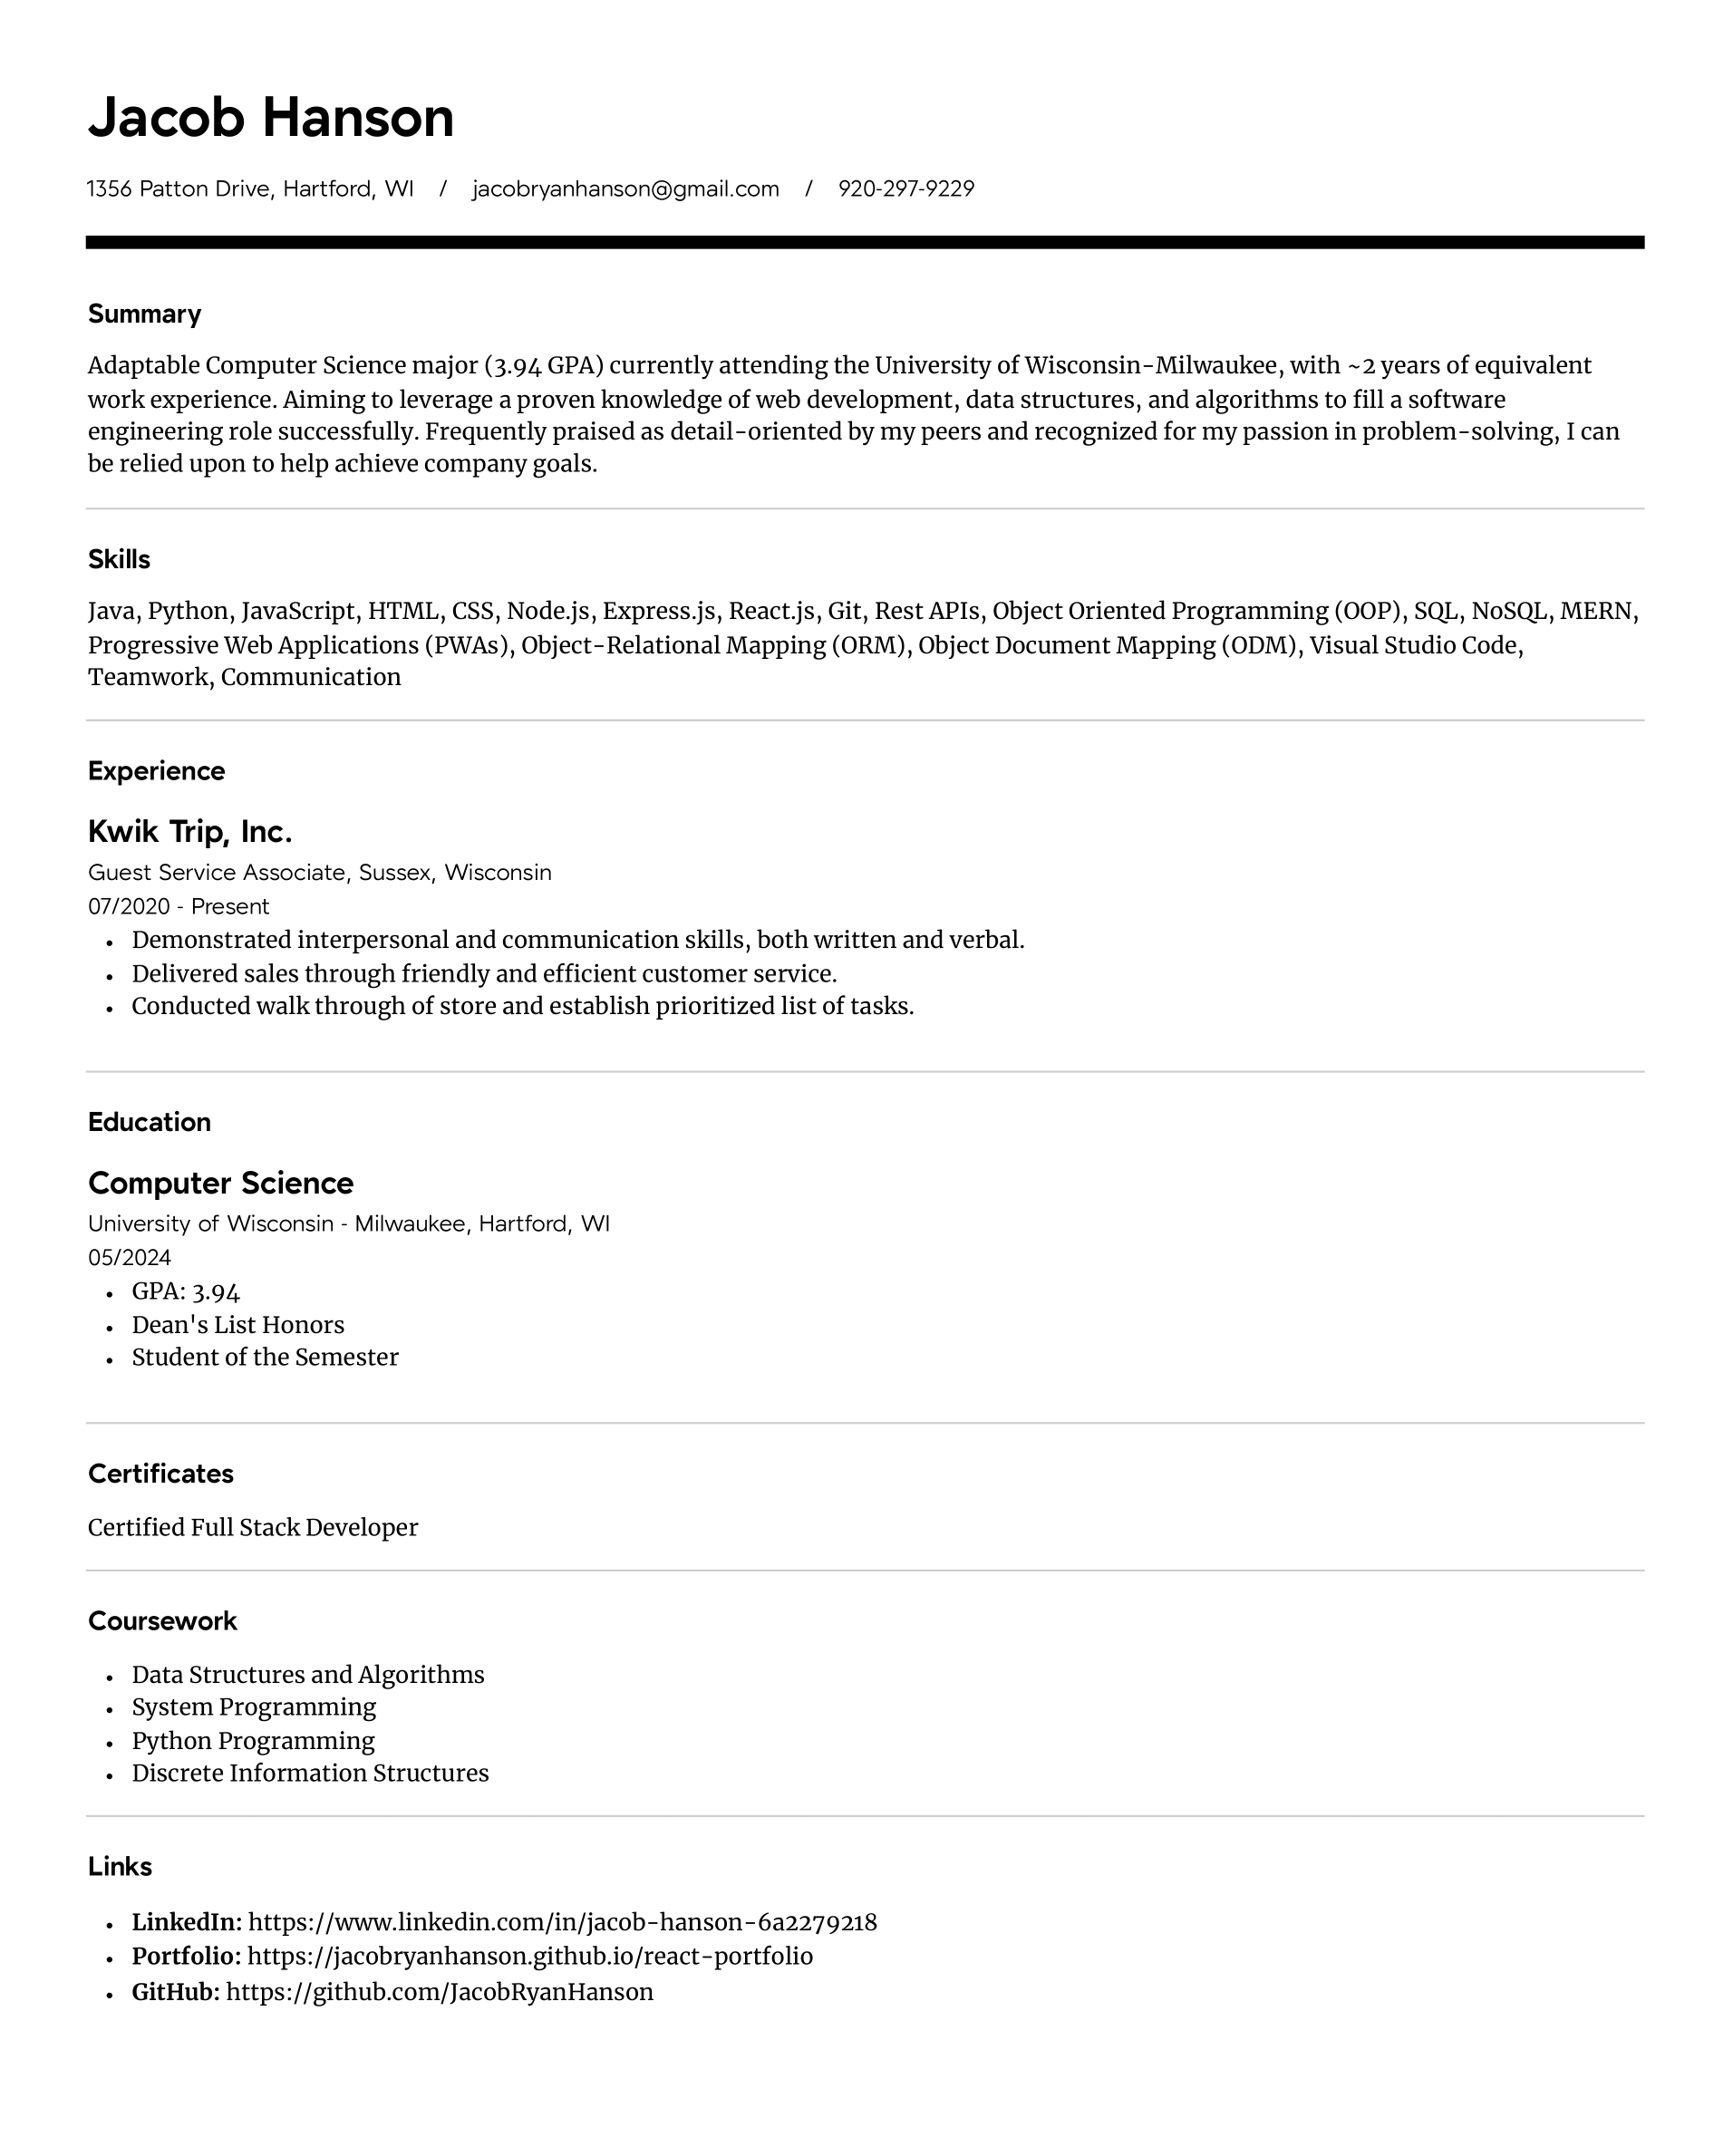 Jacob Hanson
1356 Patton Drive, Hartford, WI / jacobryanhanson@gmail.com / 920-297-9229
Summary
Adaptable Computer Science major (3.94 GPA) currently attending the University of Wisconsin-Milwaukee, with ~2 years of equivalent
work experience. Aiming to leverage a proven knowledge of web development, data structures, and algorithms to fill a software
engineering role successfully. Frequently praised as detail-oriented by my peers and recognized for my passion in problem-solving, I can
be relied upon to help achieve company goals.
Skills
Java, Python, JavaScript, HTML, CSS, Node.js, Express.js, React.js, Git, Rest APIs, Object Oriented Programming (OOP), SQL, NoSQL, MERN,
Progressive Web Applications (PWAs), Object-Relational Mapping (ORM), Object Document Mapping (ODM), Visual Studio Code,
Teamwork, Communication
Experience
Kwik Trip, Inc.
Guest Service Associate, Sussex, Wisconsin
07/2020 - Present
• Demonstrated interpersonal and communication skills, both written and verbal.
• Delivered sales through friendly and efficient customer service.
• Conducted walk through of store and establish prioritized list of tasks.
Education
Computer Science
University of Wisconsin - Milwaukee, Hartford, WI
05/2024
• GPA: 3.94
• Dean's List Honors
• Student of the Semester
Certificates
Certified Full Stack Developer
Coursework
• Data Structures and Algorithms
• System Programming
• Python Programming
• Discrete Information Structures
Links
• LinkedIn: https://www.linkedin.com/in/jacob-hanson-6a2279218
• Portfolio: https://jacobryanhanson.github.io/react-portfolio
• GitHub: https://github.com/JacobRyanHanson